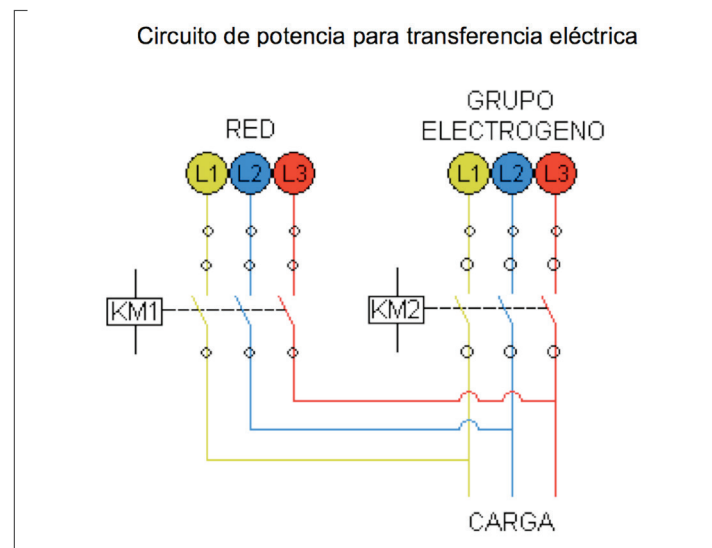 Circuito de potencia para transferencia eléctrica
RED
GRUPO
ELECTROGENO
L1 L2 L3
L1 L2 L3
KM1
KM2
CARGA